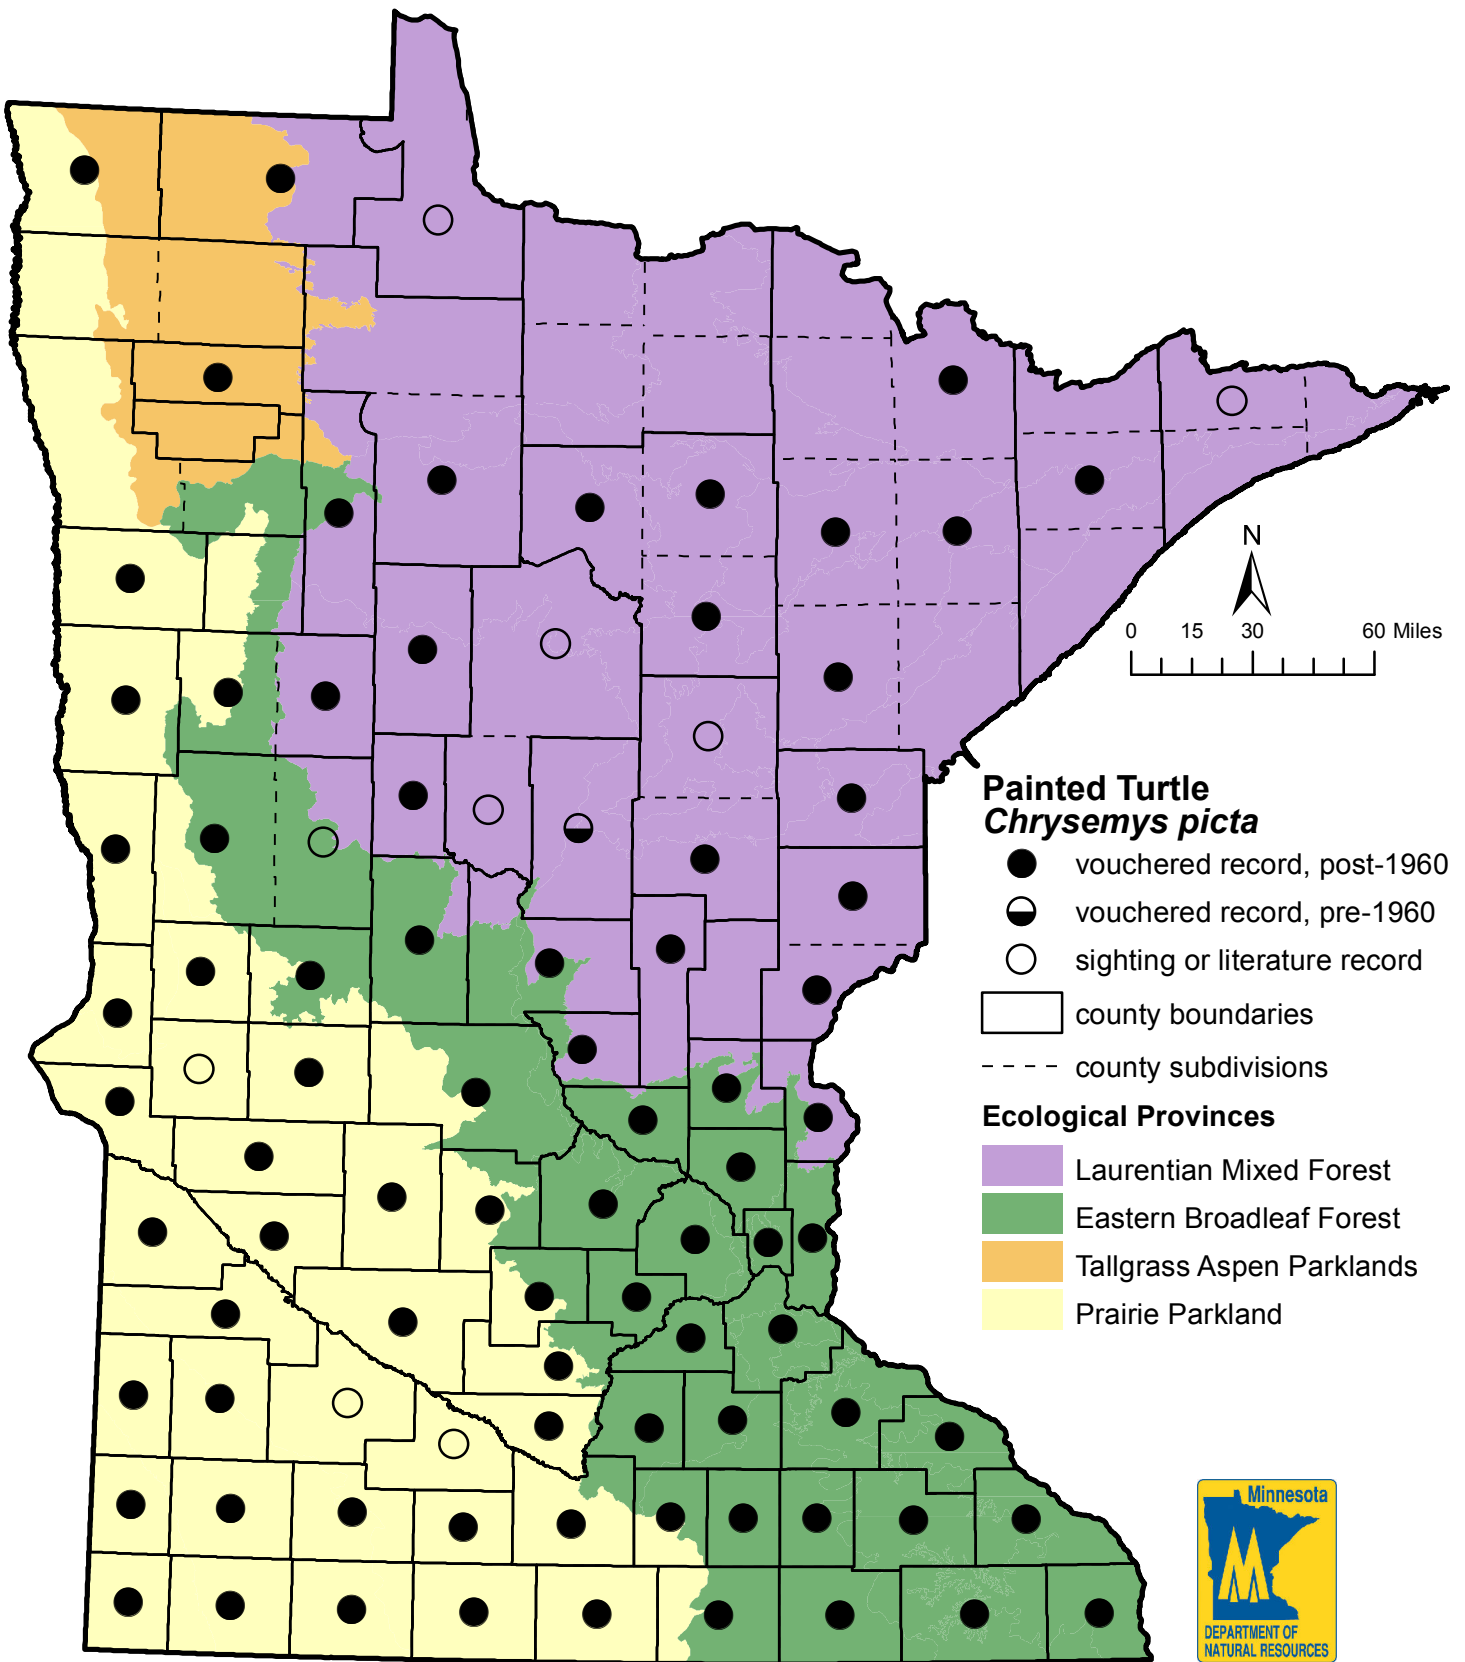 N
0 15 30 60 Miles
Painted Turtle
Chrysemys picta
vouchered record, post-1960
vouchered record, pre-1960
sighting or literature record
county boundaries
county subdivisions
Ecological Provinces
Laurentian Mixed Forest
Eastern Broadleaf Forest
Tallgrass Aspen Parklands
Prairie Parkland
Minnesota
DEPARTMENT OF
NATURAL RESOURCES